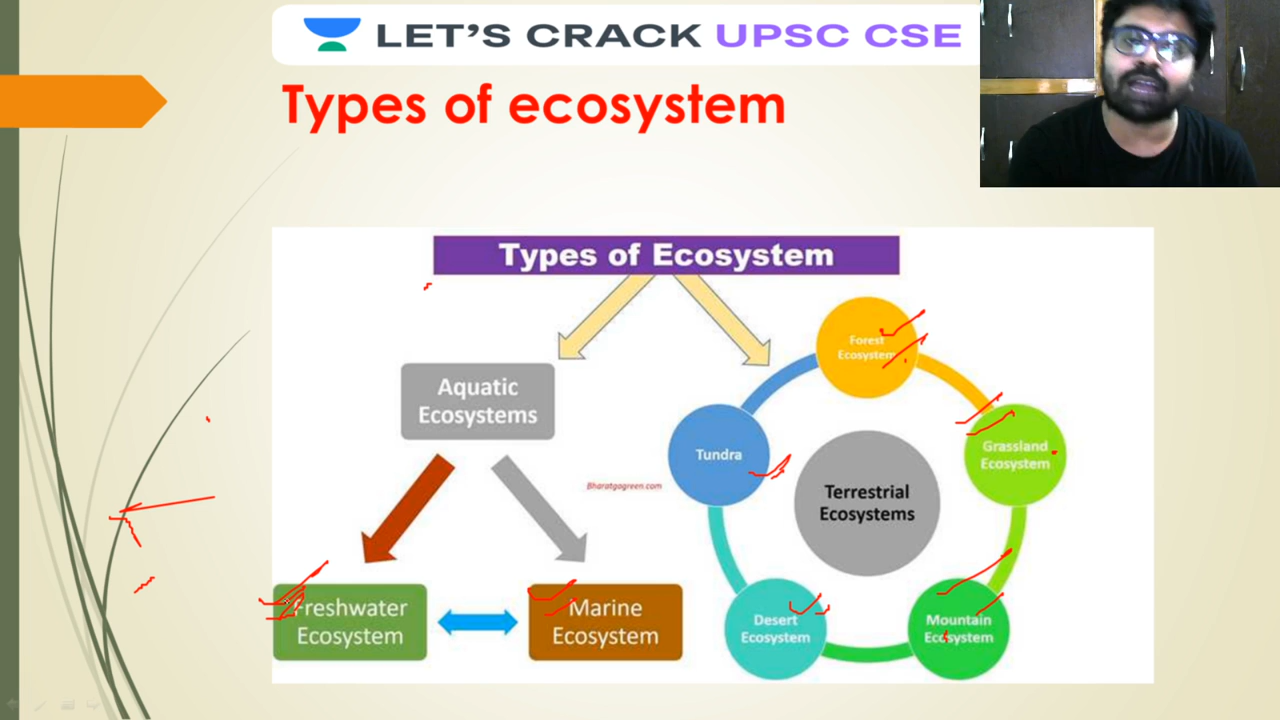 LET'S CRACK UPSC CSE
Types of ecosystem
Types of Ecosystem
Aquatic
Ecosystems
Freshwater
Ecosystem
Marine
Ecosystem
Bharatgagreen.com
Forest
Ecosystem
Grassland
Ecosystem
Mountain
Ecosystem
Desert
Ecosystem
Tundra
Terrestrial
Ecosystems